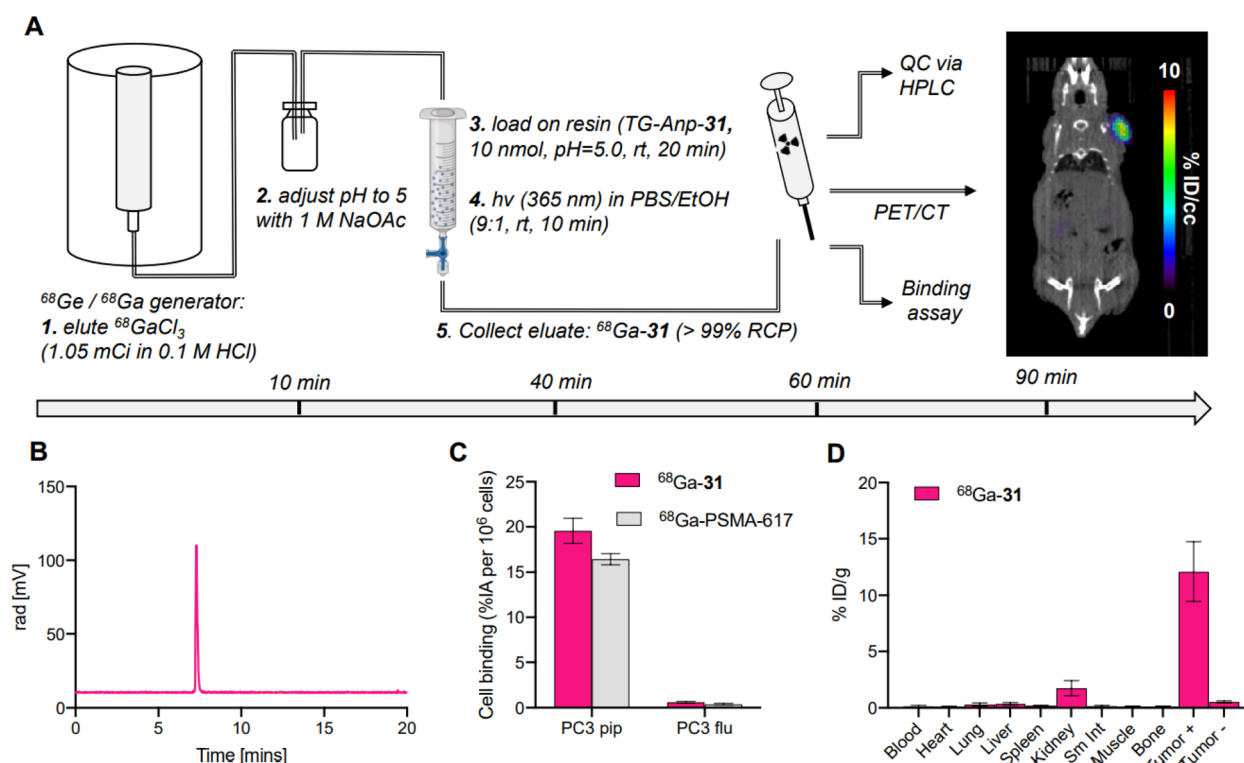 A
⁶⁸Ge / ⁶⁸Ga generator:
1. elute ⁶⁸GaCl₃
(1.05 mCi in 0.1 M HCl)
2. adjust pH to 5
with 1 M NaOAc
3. load on resin (TG-Anp-31,
10 nmol, pH=5.0, rt, 20 min)
4. hv (365 nm) in PBS/EtOH
(9:1, rt, 10 min)
5. Collect eluate: ⁶⁸Ga-31 (> 99% RCP)
QC via
HPLC
PET/CT
Binding
assay
10
% ID/cc
0
10 min
40 min
60 min
90 min
B
rad [mV]
150
100
50
0
0
5
10
15
20
Time [mins]
C
Cell binding (%IA per 10⁶ cells)
25
20
15
10
5
0
⁶⁸Ga-31
⁶⁸Ga-PSMA-617
PC3 pip
PC3 flu
D
% ID/g
20
15
10
5
0
⁶⁸Ga-31
Blood
Heart
Lung
Liver
Spleen
Kidney
Sm Int
Muscle
Bone
Tumor +
Tumor -